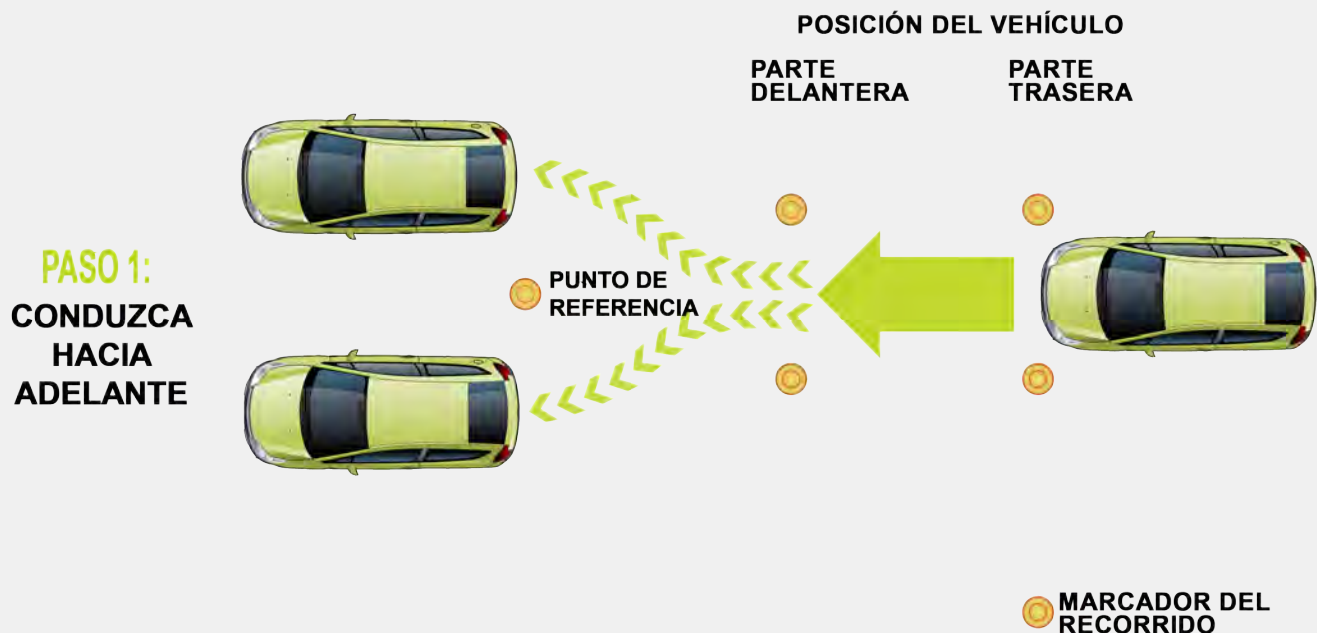 POSICIÓN DEL VEHÍCULO
PARTE
DELANTERA
PARTE
TRASERA
PASO 1:
CONDUZCA
HACIA
ADELANTE
PUNTO DE
REFERENCIA
MARCADOR DEL
RECORRIDO